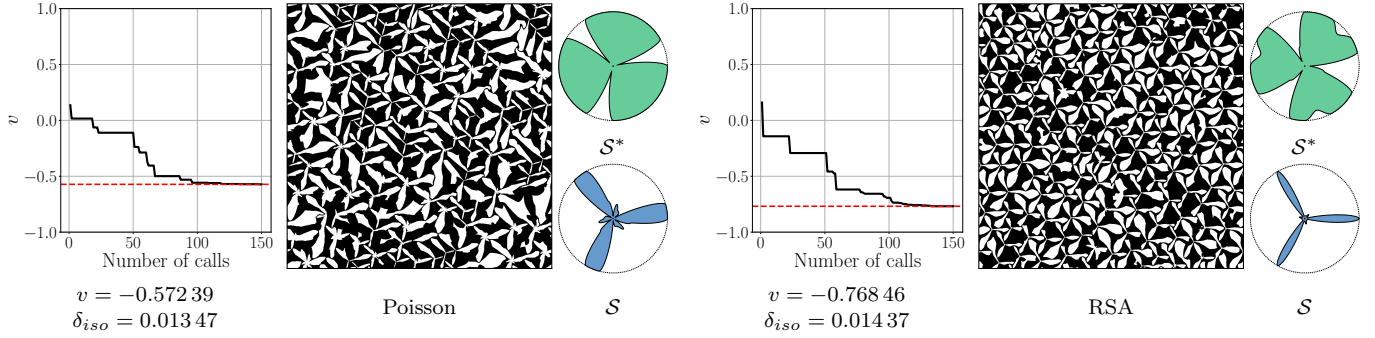 1.0
0.5
0.0
−0.5
−1.0
v
0 50 100 150
Number of calls
v = −0.572 39
δiso = 0.013 47
Poisson
S*
S
1.0
0.5
0.0
−0.5
−1.0
v
0 50 100 150
Number of calls
v = −0.768 46
δiso = 0.014 37
RSA
S*
S